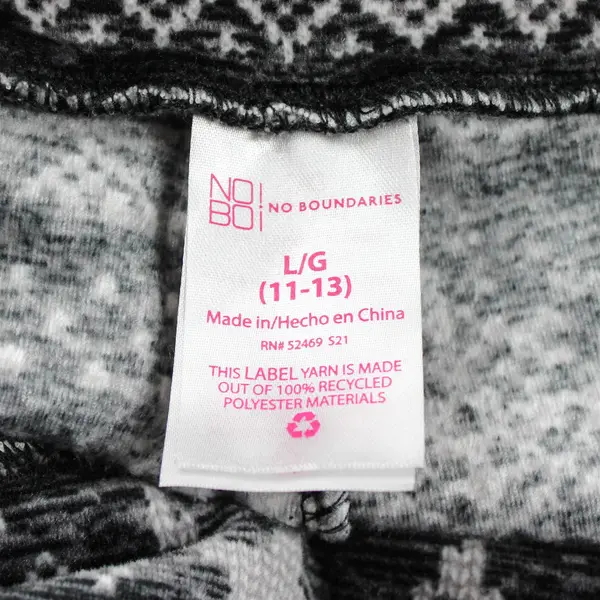 NO
BO
NO BOUNDARIES
L/G
(11-13)
Made in/Hecho en China
RN# 52469 S21
THIS LABEL YARN IS MADE
OUT OF 100% RECYCLED
POLYESTER MATERIALS